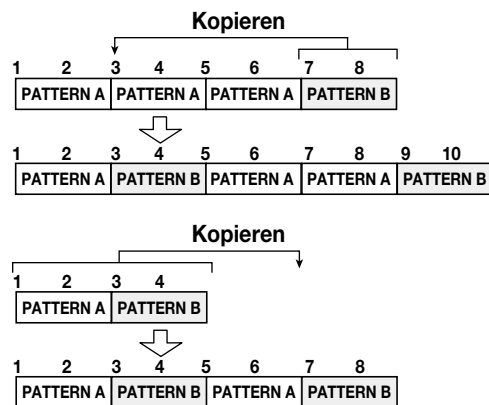 Kopieren
1 2 3 4 5 6 7 8
PATTERN A PATTERN A PATTERN A PATTERN B
1 2 3 4 5 6 7 8 9 10
PATTERN A PATTERN B PATTERN A PATTERN A PATTERN B
Kopieren
1 2 3 4
PATTERN A PATTERN B
1 2 3 4 5 6 7 8
PATTERN A PATTERN B PATTERN A PATTERN B